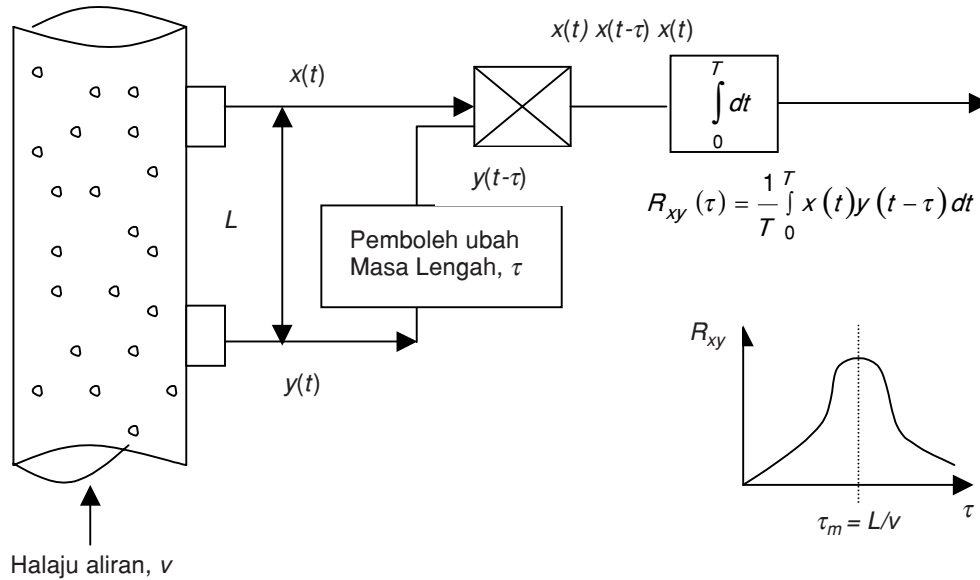 x(t) x(t-τ) x(t)
x(t)
T
∫ dt
0
y(t-τ)
R_xy (τ) = 1/T ∫_0^T x (t) y (t − τ) dt
L
Pemboleh ubah
Masa Lengah, τ
y(t)
R_xy
τ
τ_m = L/v
Halaju aliran, v